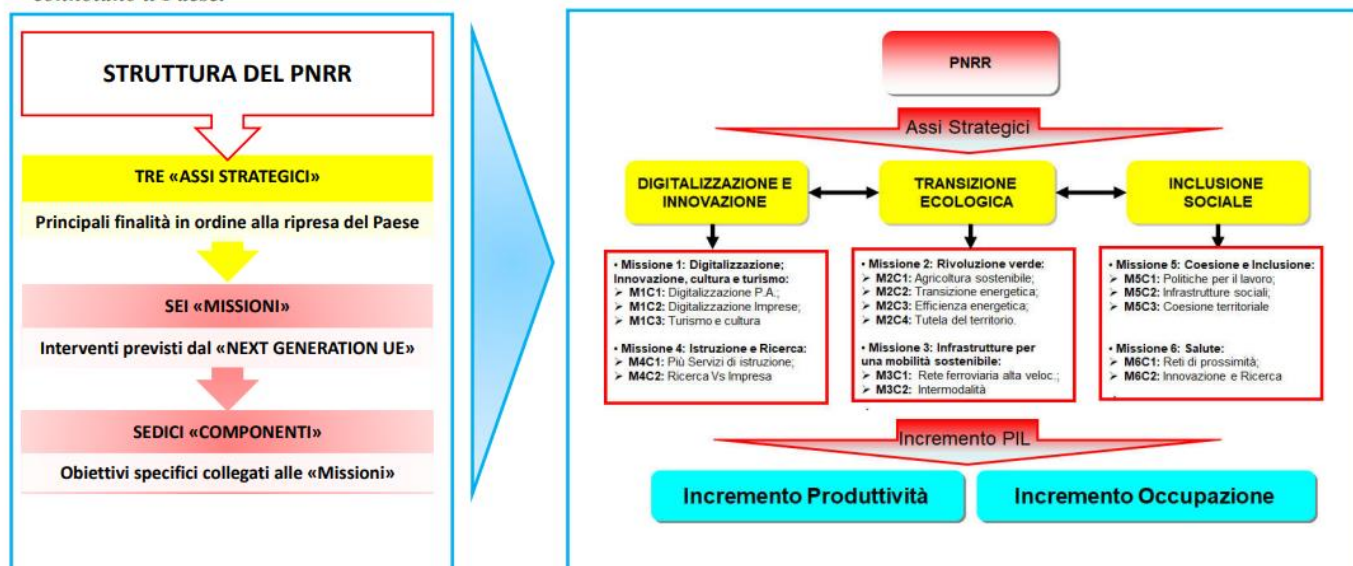 STRUTTURA DEL PNRR
TRE «ASSI STRATEGICI»
Principali finalità in ordine alla ripresa del Paese
SEI «MISSIONI»
Interventi previsti dal «NEXT GENERATION UE»
SEDICI «COMPONENTI»
Obiettivi specifici collegati alle «Missioni»
PNRR
Assi Strategici
DIGITALIZZAZIONE E
INNOVAZIONE
TRANSIZIONE
ECOLOGICA
INCLUSIONE
SOCIALE
• Missione 1: Digitalizzazione;
Innovazione, cultura e turismo:
➢ M1C1: Digitalizzazione P.A.;
➢ M1C2: Digitalizzazione Imprese;
➢ M1C3: Turismo e cultura
• Missione 4: Istruzione e Ricerca:
➢ M4C1: Più Servizi di istruzione;
➢ M4C2: Ricerca Vs Impresa
• Missione 2: Rivoluzione verde:
➢ M2C1: Agricoltura sostenibile;
➢ M2C2: Transizione energetica;
➢ M2C3: Efficienza energetica;
➢ M2C4: Tutela del territorio.
• Missione 3: Infrastrutture per
una mobilità sostenibile:
➢ M3C1: Rete ferroviaria alta veloc.;
➢ M3C2: Intermodalità
.
• Missione 5: Coesione e Inclusione:
➢ M5C1: Politiche per il lavoro;
➢ M5C2: Infrastrutture sociali;
➢ M5C3: Coesione territoriale
• Missione 6: Salute:
➢ M6C1: Reti di prossimità;
➢ M6C2: Innovazione e Ricerca
.
Incremento PIL
Incremento Produttività
Incremento Occupazione